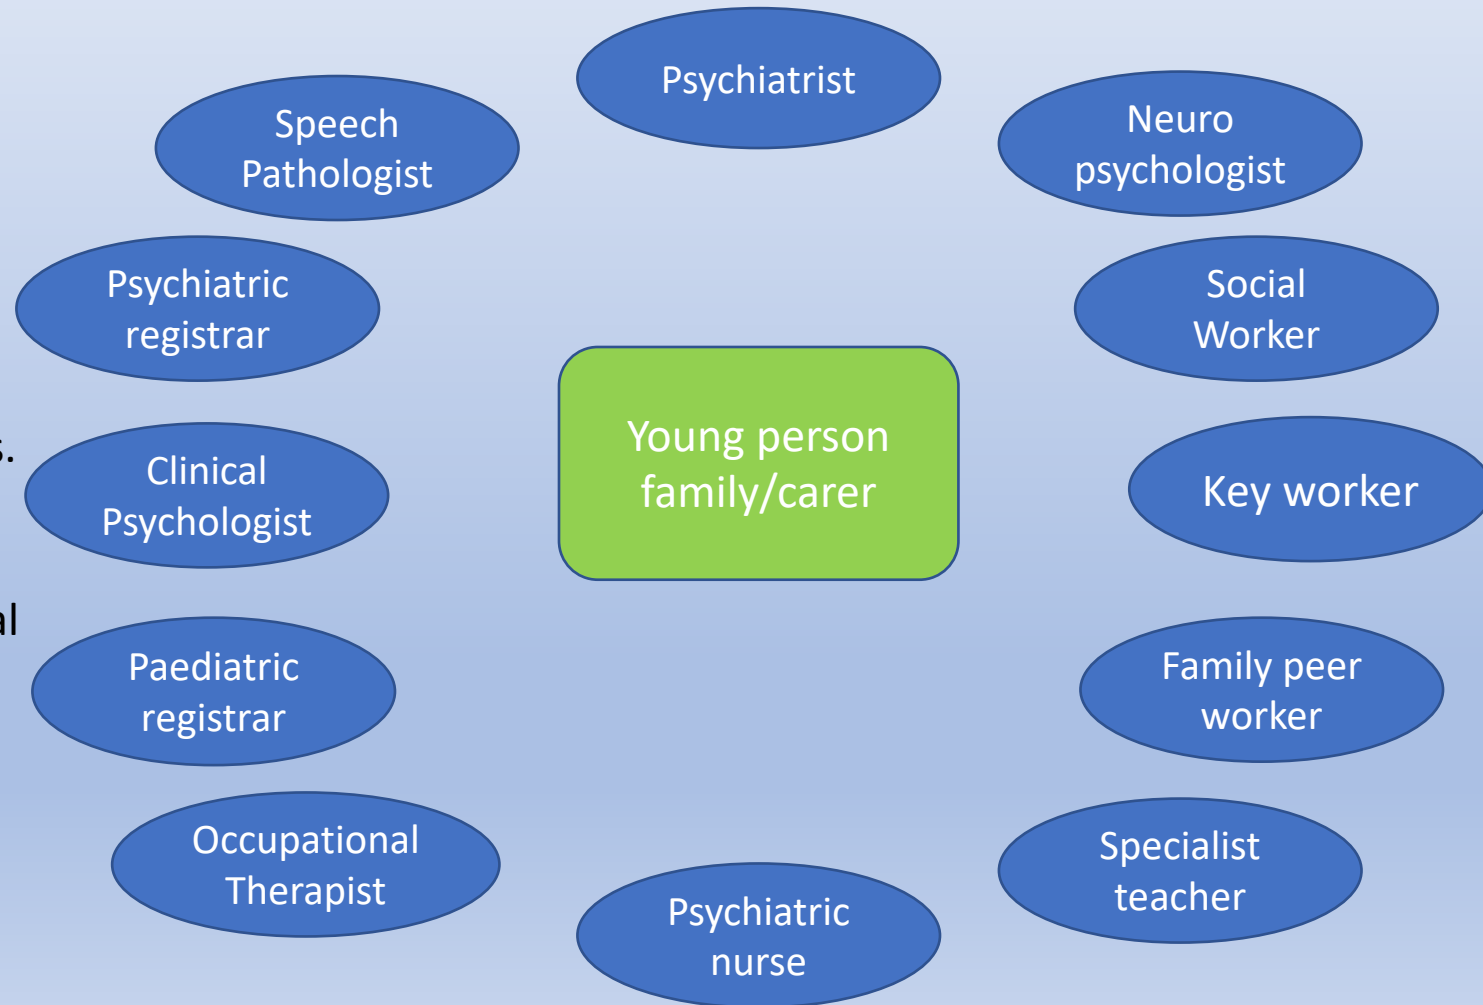 Psychiatrist
Speech
Pathologist
Neuro
psychologist
Psychiatric
registrar
Social
Worker
Young person
family/carer
s.
Clinical
Psychologist
Key worker
al
Paediatric
registrar
Family peer
worker
Occupational
Therapist
Specialist
teacher
Psychiatric
nurse